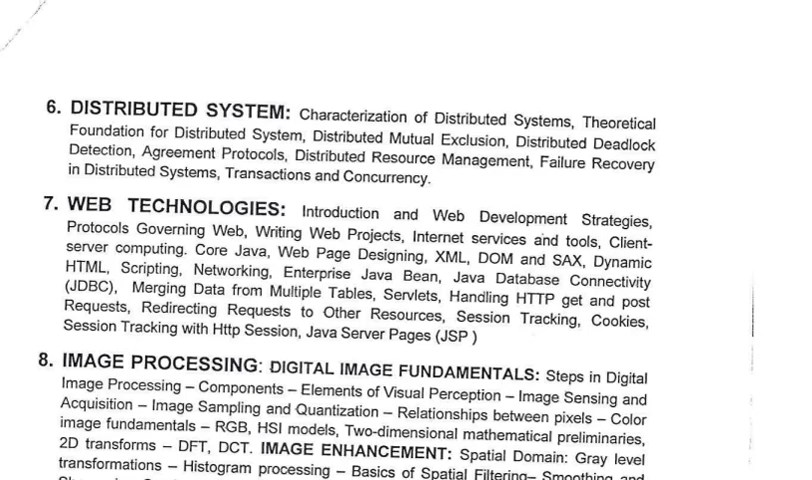 6. DISTRIBUTED SYSTEM: Characterization of Distributed Systems, Theoretical
Foundation for Distributed System, Distributed Mutual Exclusion, Distributed Deadlock
Detection, Agreement Protocols, Distributed Resource Management, Failure Recovery
in Distributed Systems, Transactions and Concurrency.
7. WEB TECHNOLOGIES: Introduction and Web Development Strategies,
Protocols Governing Web, Writing Web Projects, Internet services and tools, Client-
server computing. Core Java, Web Page Designing, XML, DOM and SAX, Dynamic
HTML, Scripting, Networking, Enterprise Java Bean, Java Database Connectivity
(JDBC), Merging Data from Multiple Tables, Servlets, Handling HTTP get and post
Requests, Redirecting Requests to Other Resources, Session Tracking, Cookies,
Session Tracking with Http Session, Java Server Pages (JSP )
8. IMAGE PROCESSING: DIGITAL IMAGE FUNDAMENTALS: Steps in Digital
Image Processing – Components – Elements of Visual Perception – Image Sensing and
Acquisition – Image Sampling and Quantization – Relationships between pixels – Color
image fundamentals – RGB, HSI models, Two-dimensional mathematical preliminaries,
2D transforms – DFT, DCT. IMAGE ENHANCEMENT: Spatial Domain: Gray level
transformations – Histogram processing – Basics of Spatial Filtering– Smoothing and